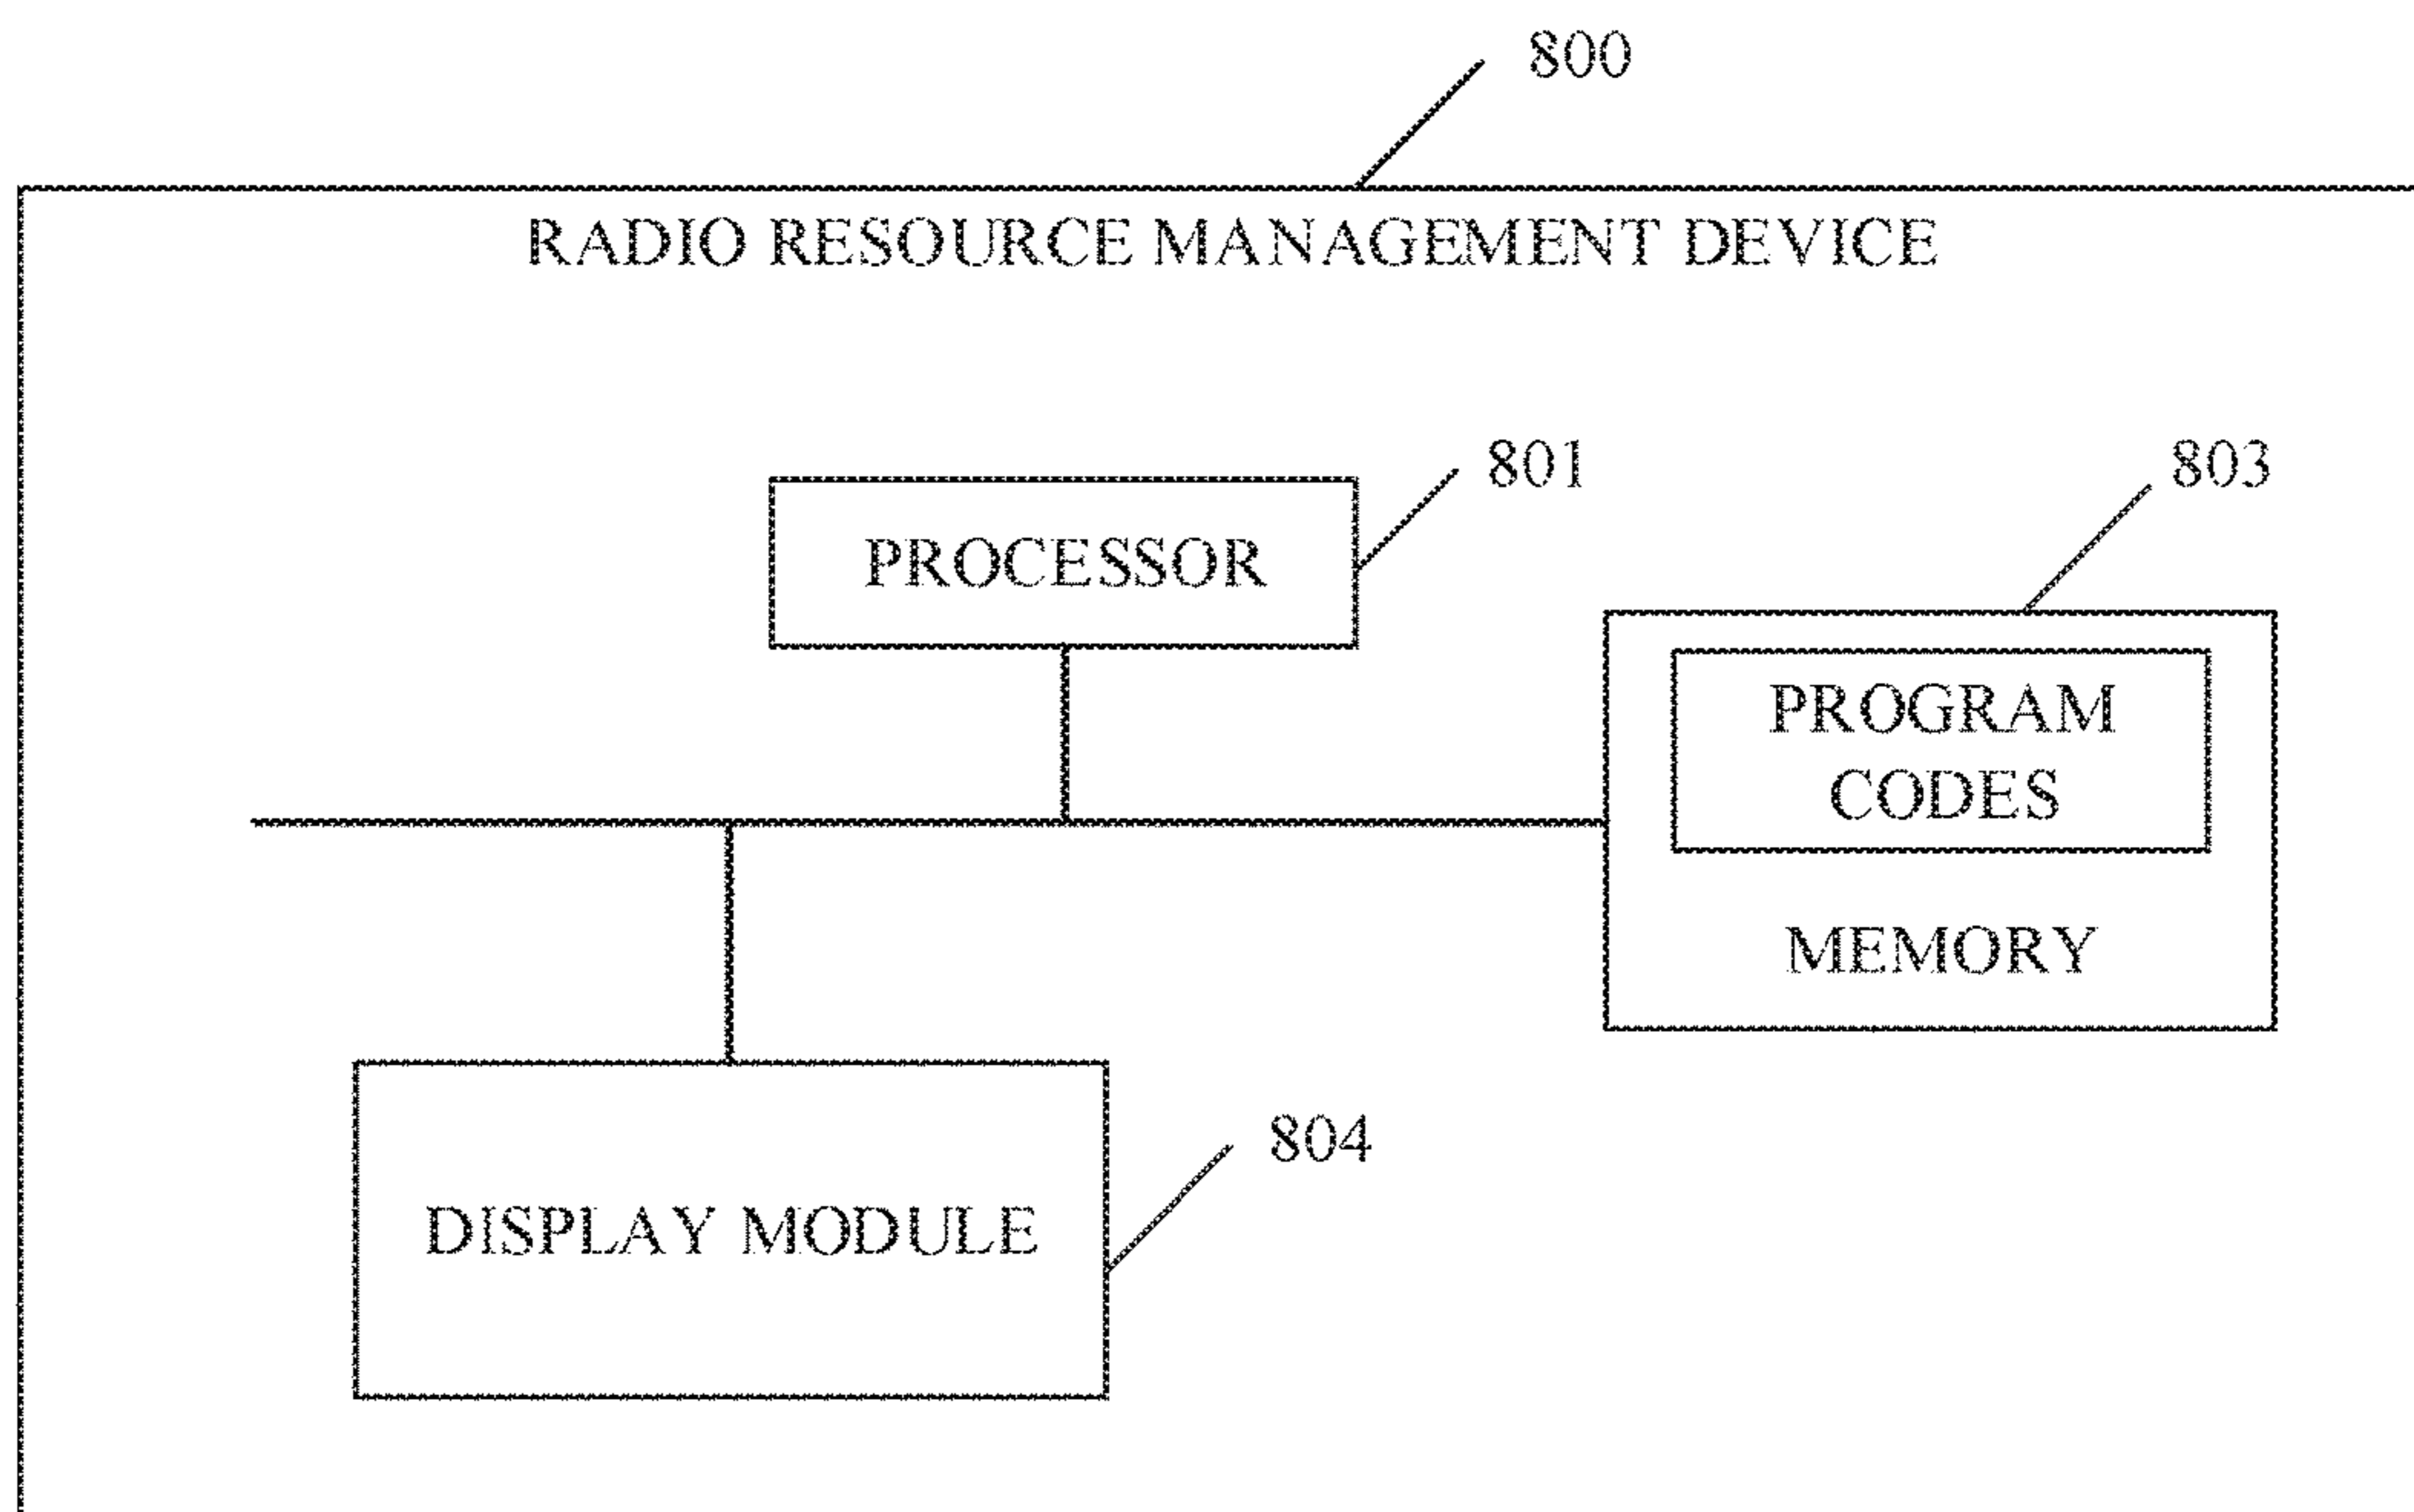 800
RADIO RESOURCE MANAGEMENT DEVICE
801
803
PROCESSOR
PROGRAM
CODES
MEMORY
804
DISPLAY MODULE